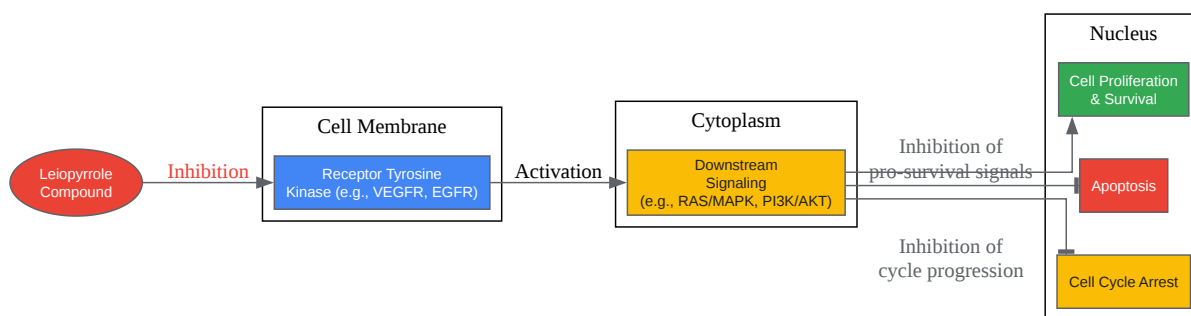 Leiopyrrole
Compound
Inhibition
Cell Membrane
Receptor Tyrosine
Kinase (e.g., VEGFR, EGFR)
Activation
Cytoplasm
Downstream
Signaling
(e.g., RAS/MAPK, PI3K/AKT)
Inhibition of
pro-survival signals
Inhibition of
cycle progression
Nucleus
Cell Proliferation
& Survival
Apoptosis
Cell Cycle Arrest